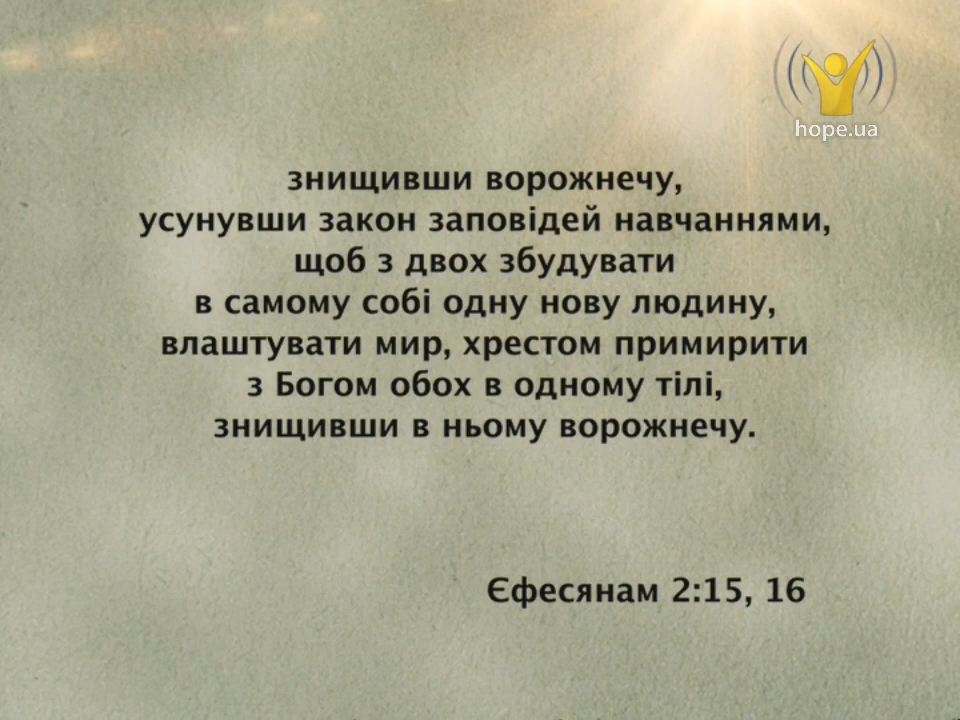 hope.ua
знищивши ворожнечу,
усунувши закон заповідей навчаннями,
щоб з двох збудувати
в самому собі одну нову людину,
влаштувати мир, хрестом примирити
з Богом обох в одному тілі,
знищивши в ньому ворожнечу.
Єфесянам 2:15, 16